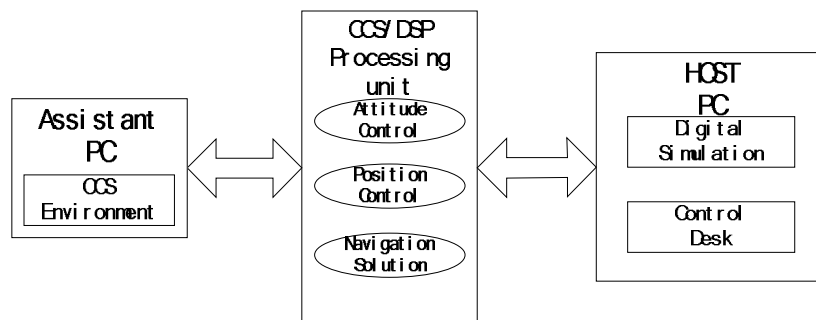 Assistant
PC
CCS
Environment
CCS/DSP
Processing
unit
Attitude
Control
Position
Control
Navigation
Solution
HOST
PC
Digital
Simulation
Control
Desk